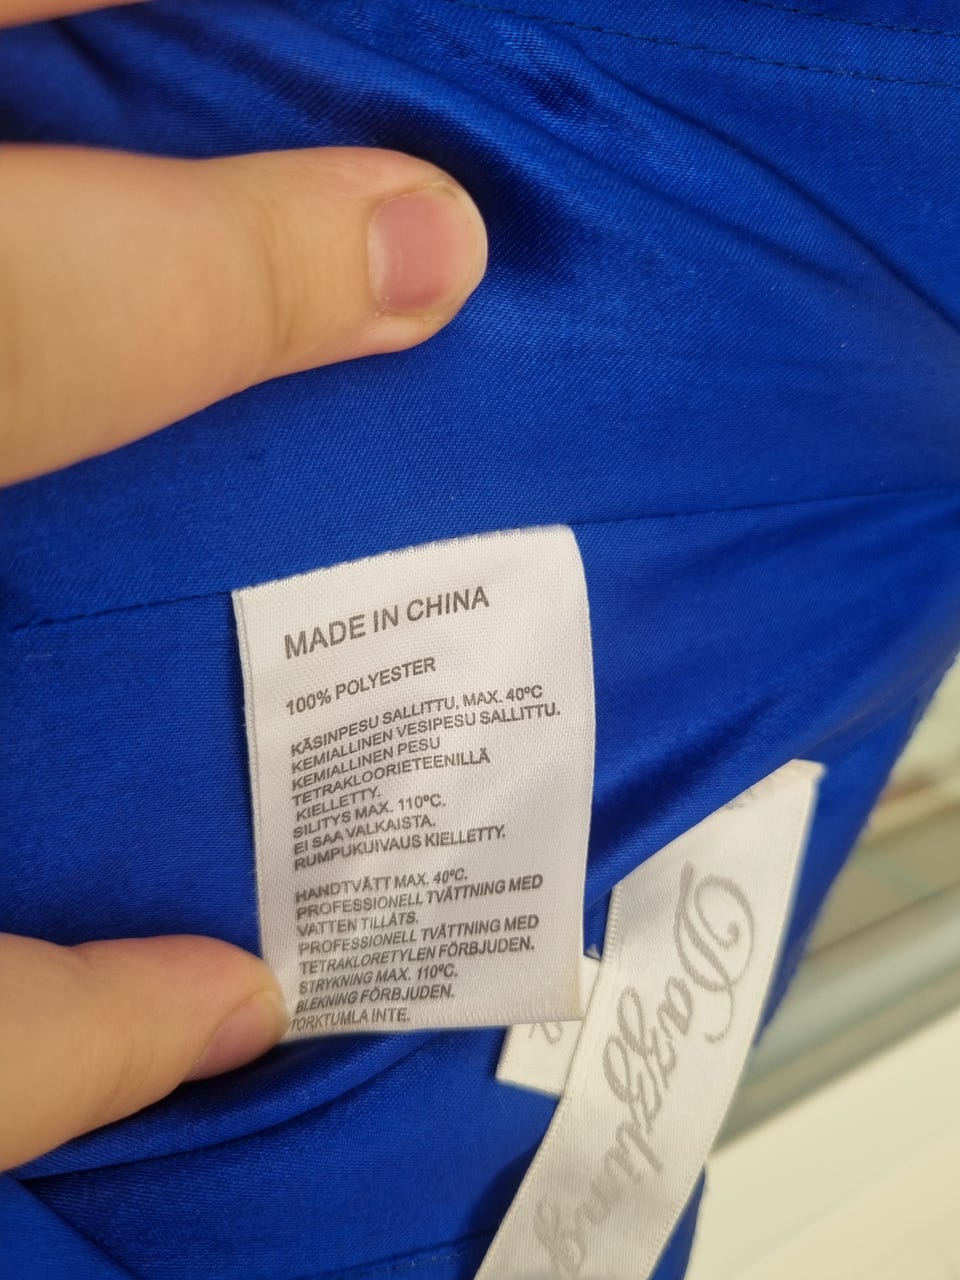 MADE IN CHINA
100% POLYESTER
KÄSINPESU SALLITTU, MAX. 40ºC
KEMIALLINEN VESIPESU SALLITTU.
KEMIALLINEN PESU
TETRAKLOORIETEENILLÄ
KIELLETTY.
SILITYS MAX. 110ºC.
EI SAA VALKAISTA.
RUMPUKUIVAUS KIELLETTY.
HANDTVÄTT MAX. 40ºC.
PROFESSIONELL TVÄTTNING MED
VATTEN TILLÅTS.
PROFESSIONELL TVÄTTNING MED
TETRAKLORETYLEN FÖRBJUDEN.
STRYKNING MAX. 110ºC.
BLEKNING FÖRBJUDEN.
TORKTUMLA INTE.
Dazzling